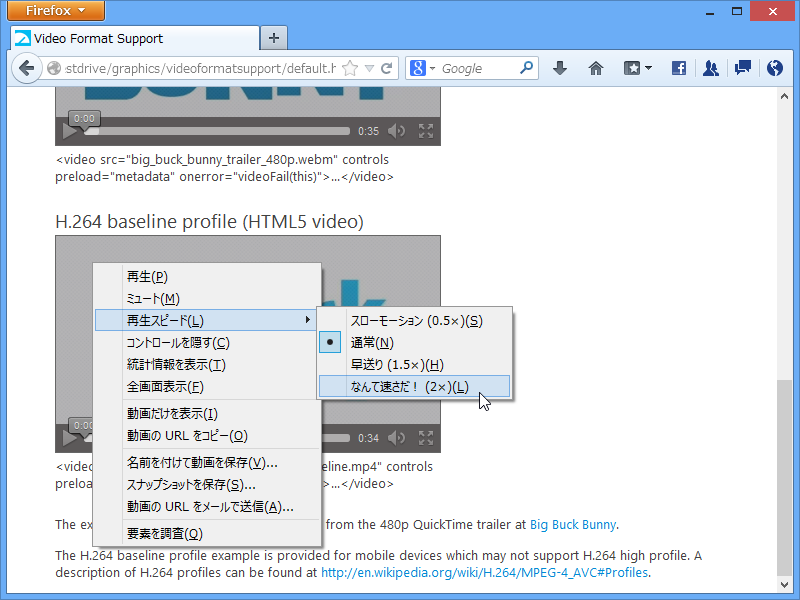 Firefox
Video Format Support
stdrive/graphics/videoformatsupport/default.h
Google
BUNNY
0:00
0:35
<video src="big_buck_bunny_trailer_480p.webm" controls
preload="metadata" onerror="videoFail(this)">...</video>
H.264 baseline profile (HTML5 video)
再生(P)
ミュート(M)
再生スピード(L)
コントロールを隠す(C)
統計情報を表示(T)
全画面表示(F)
動画だけを表示(I)
動画の URL をコピー(O)
名前を付けて動画を保存(V)...
スナップショットを保存(S)...
動画の URL をメールで送信(A)...
要素を調査(Q)
スローモーション (0.5×)(S)
通常(N)
早送り (1.5×)(H)
なんて速さだ！ (2×)(L)
0:00
0:34
<video eline.mp4" controls
preload >...</video>
The ex from the 480p QuickTime trailer at Big Buck Bunny.
The H.264 baseline profile example is provided for mobile devices which may not support H.264 high profile. A
description of H.264 profiles can be found at http://en.wikipedia.org/wiki/H.264/MPEG-4_AVC#Profiles.